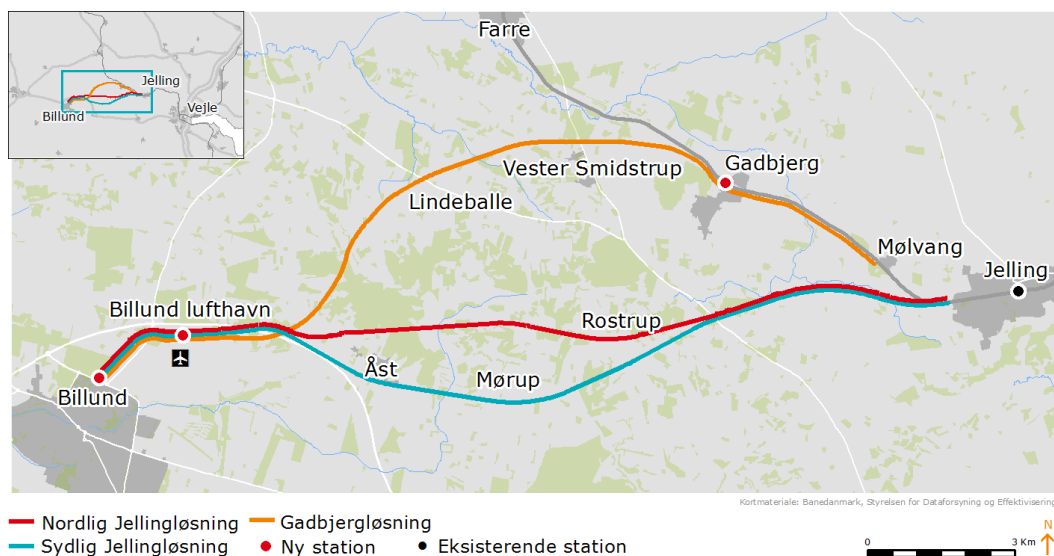 Farre
Jelling
Vejle
Billund
Gadbjerg
Vester Smidstrup
Lindeballe
Mølvang
Jelling
Billund lufthavn
Rostrup
Åst
Mørup
Billund
Kortmateriale: Banedanmark, Styrelsen for Dataforsyning og Effektivisering
Nordlig Jellingløsning
Gadbjergløsning
Sydlig Jellingløsning
Ny station
Eksisterende station
0
3 Km
N